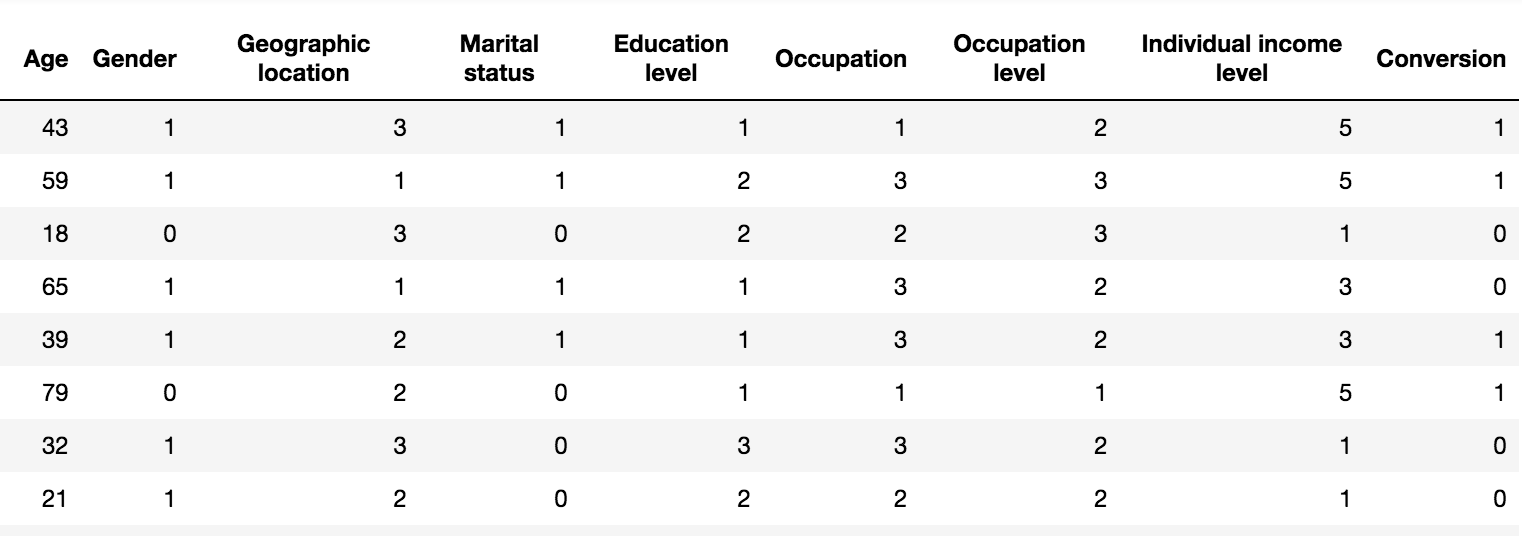 Age Gender Geographic location Marital status Education level Occupation Occupation level Individual income level Conversion
43 1 3 1 1 1 2 5 1
59 1 1 1 2 3 3 5 1
18 0 3 0 2 2 3 1 0
65 1 1 1 1 3 2 3 0
39 1 2 1 1 3 2 3 1
79 0 2 0 1 1 1 5 1
32 1 3 0 3 3 2 1 0
21 1 2 0 2 2 2 1 0